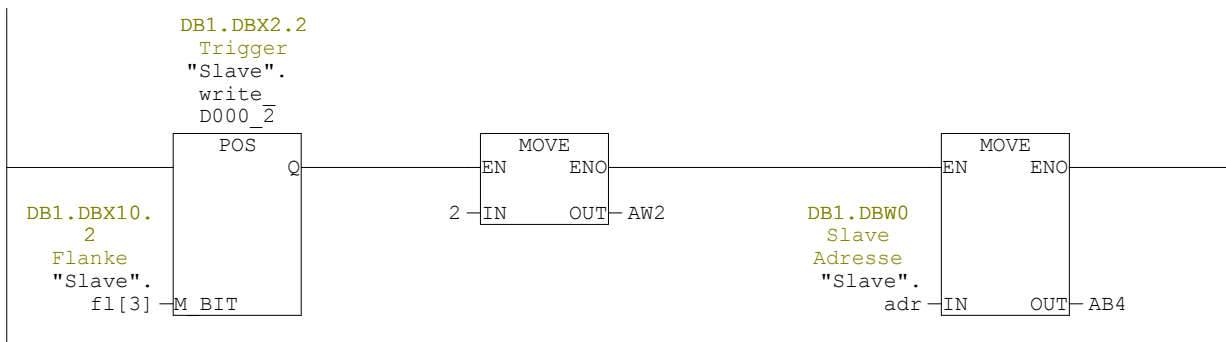 DB1.DBX2.2
Trigger
"Slave".
write_
D000_2
POS
Q
DB1.DBX10.
2
Flanke
"Slave".
fl[3]
M_BIT
MOVE
EN ENO
2 IN OUT AW2
DB1.DBW0
Slave
Adresse
"Slave".
adr
MOVE
EN ENO
IN OUT AB4